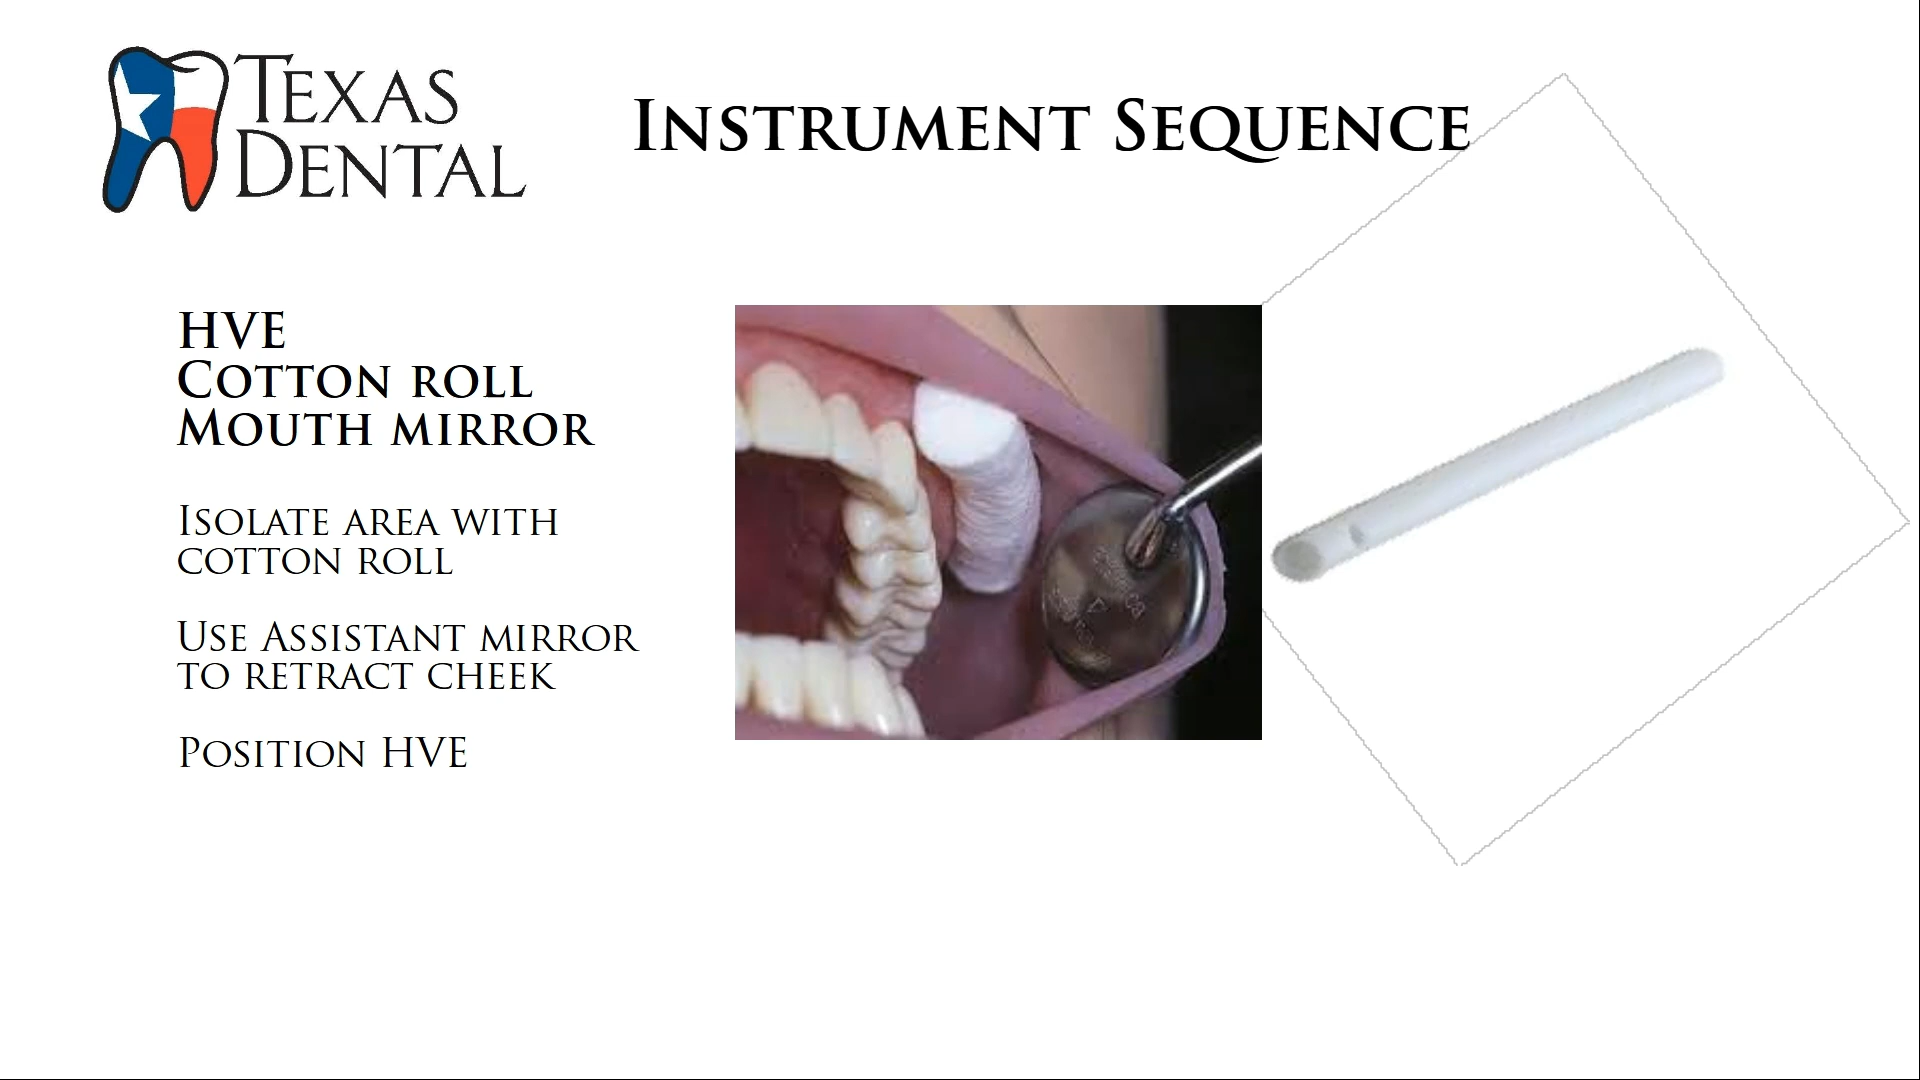 Texas
Dental
Instrument Sequence
HVE
Cotton roll
Mouth mirror
Isolate area with
cotton roll
Use Assistant mirror
to retract cheek
Position HVE